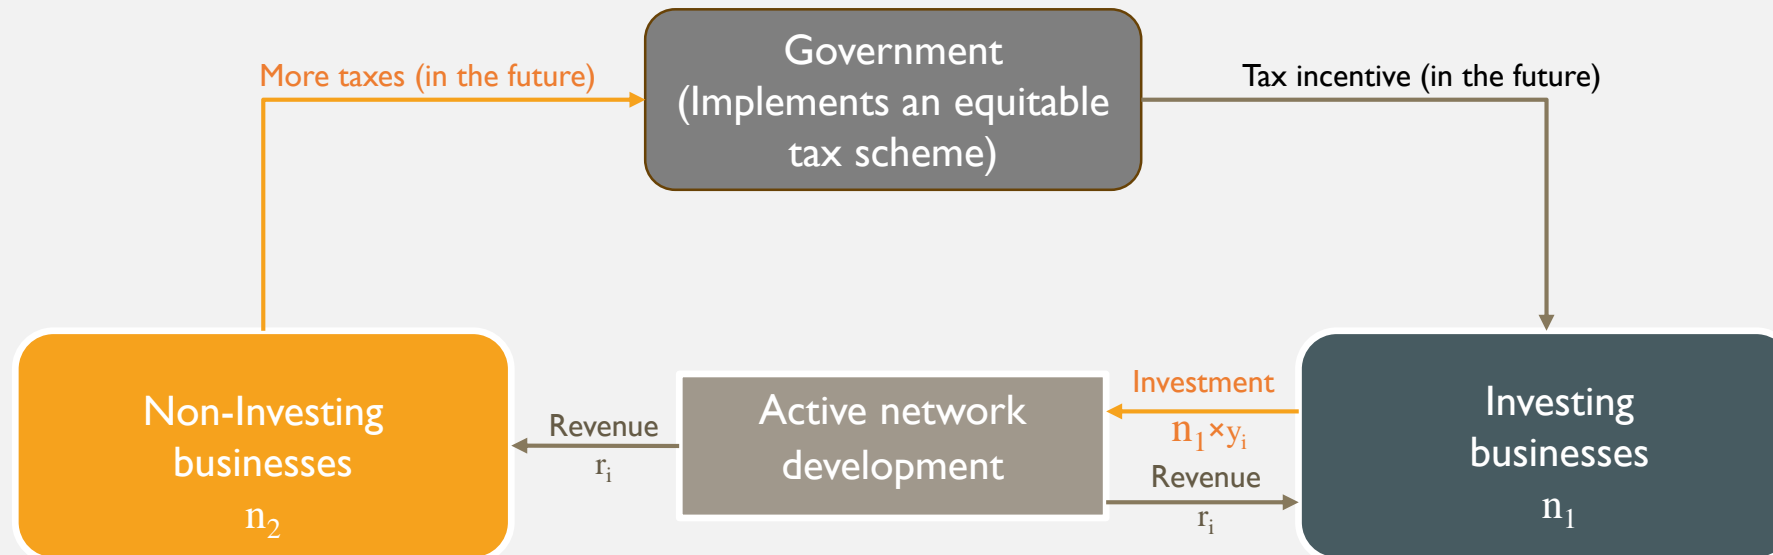 Government
(Implements an equitable
tax scheme)
More taxes (in the future)
Tax incentive (in the future)
Non-Investing
businesses
n₂
Revenue
rᵢ
Active network
development
Investment
n₁×yᵢ
Revenue
rᵢ
Investing
businesses
n₁